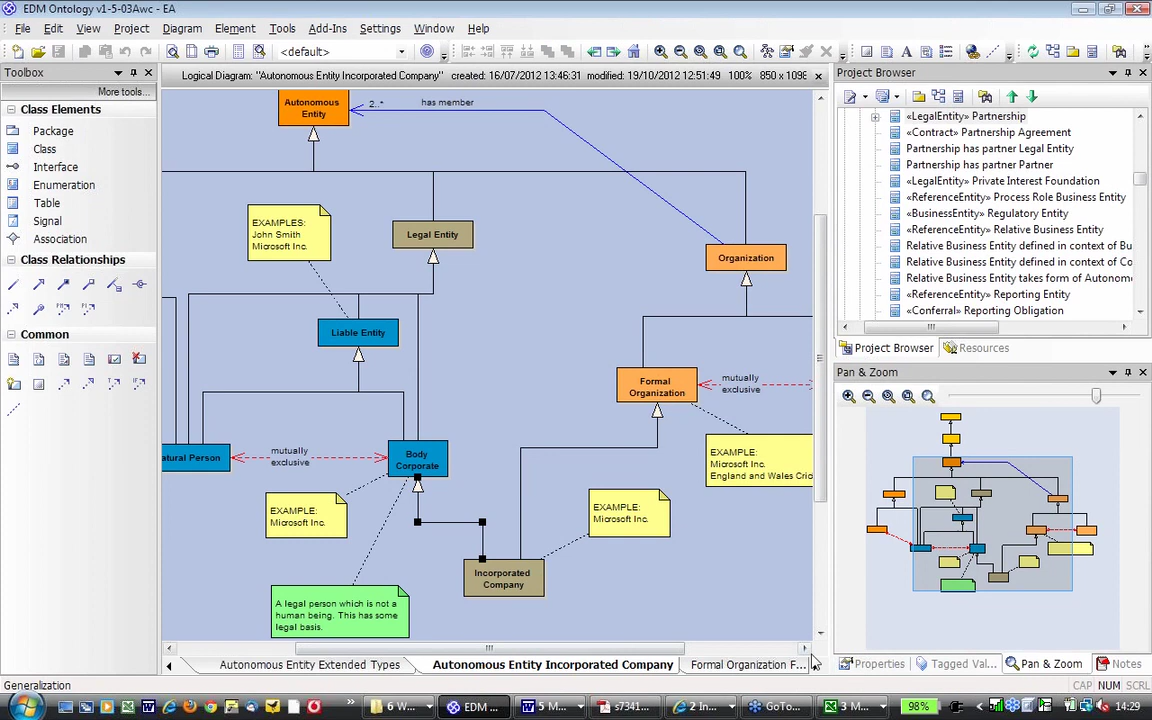 EDM Ontology v1-5-03Awc - EA
File Edit View Project Diagram Element Tools Add-Ins Settings Window Help
<default>
Toolbox
More tools...
Class Elements
Package
Class
Interface
Enumeration
Table
Signal
Association
Class Relationships
Common
Logical Diagram: "Autonomous Entity Incorporated Company" created: 16/07/2012 13:46:31 modified: 19/10/2012 12:51:49 100% 850 x 1098
Autonomous
Entity
2..*
has member
EXAMPLES:
John Smith
Microsoft Inc.
Legal Entity
Organization
Liable Entity
Formal
Organization
mutually
exclusive
atural Person
mutually
exclusive
Body
Corporate
EXAMPLE:
Microsoft Inc.
England and Wales Cric
EXAMPLE:
Microsoft Inc.
EXAMPLE:
Microsoft Inc.
Incorporated
Company
A legal person which is not a
human being. This has some
legal basis.
Autonomous Entity Extended Types
Autonomous Entity Incorporated Company
Formal Organization F...
Project Browser
«LegalEntity» Partnership
«Contract» Partnership Agreement
Partnership has partner Legal Entity
Partnership has partner Partner
«LegalEntity» Private Interest Foundation
«ReferenceEntity» Process Role Business Entity
«BusinessEntity» Regulatory Entity
«ReferenceEntity» Relative Business Entity
Relative Business Entity defined in context of Bu
Relative Business Entity defined in context of Co
Relative Business Entity takes form of Autonom
«ReferenceEntity» Reporting Entity
«Conferral» Reporting Obligation
Project Browser
Resources
Pan & Zoom
Properties
Tagged Val...
Pan & Zoom
Notes
Generalization
CAP NUM SCRL
6 W...
EDM ...
5 M...
s7341...
2 In...
GoTo...
3 M...
98%
14:29